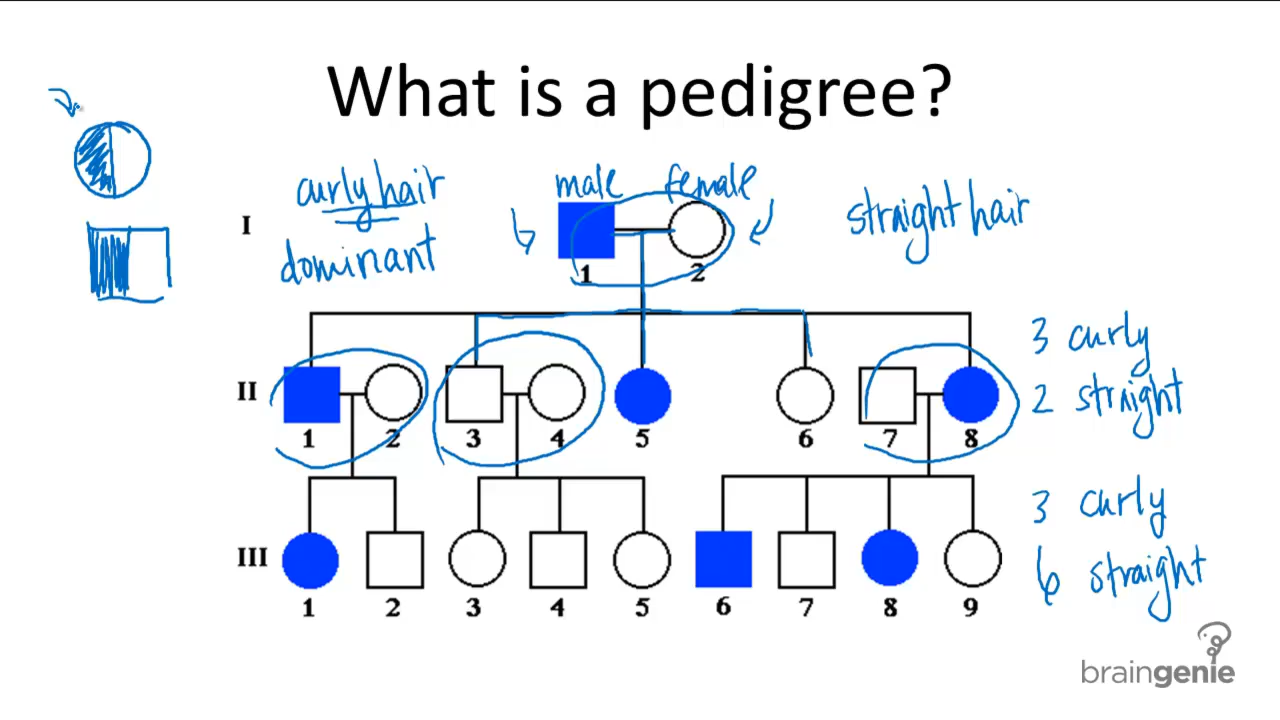 What is a pedigree?
curly hair
dominant
male female
straight hair
I
1 2
3 curly
2 straight
II
1 2 3 4 5 6 7 8
3 curly
6 straight
III
1 2 3 4 5 6 7 8 9
braingenie